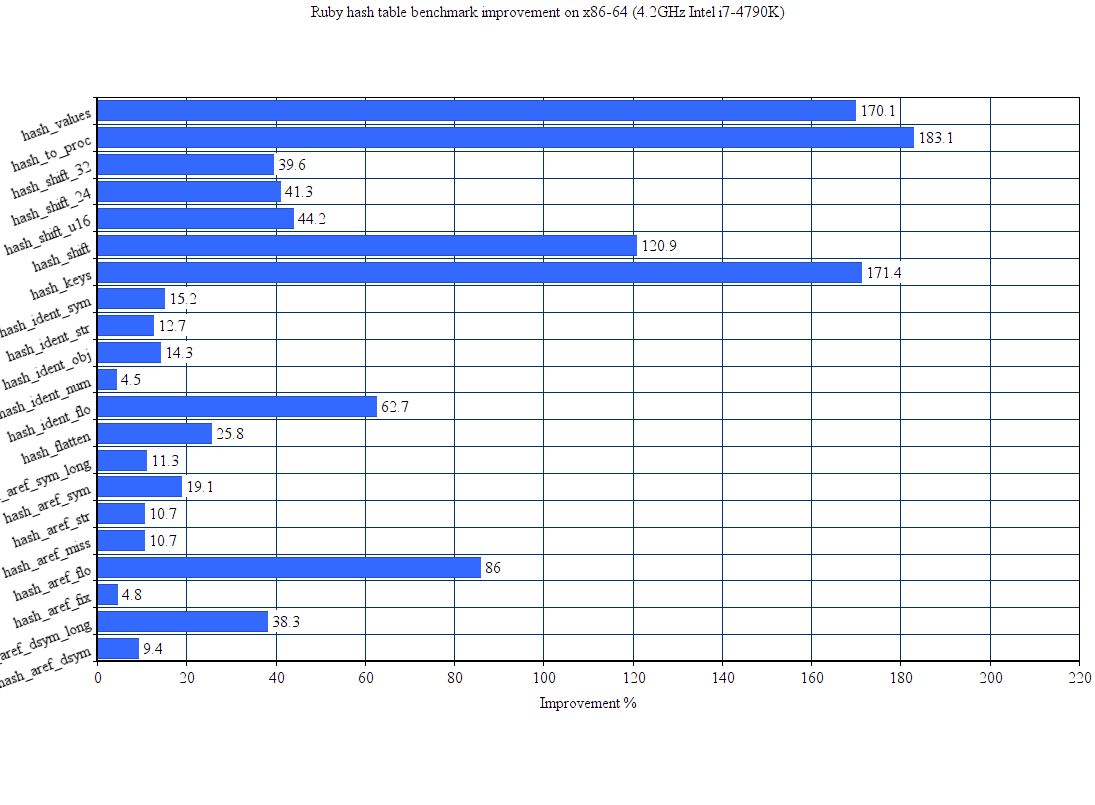 Ruby hash table benchmark improvement on x86-64 (4.2GHz Intel i7-4790K)
hash_values 170.1
hash_to_proc 183.1
hash_shift_32 39.6
hash_shift_24 41.3
hash_shift_u16 44.2
hash_shift 120.9
hash_keys 171.4
hash_ident_sym 15.2
hash_ident_str 12.7
hash_ident_obj 14.3
hash_ident_num 4.5
hash_ident_flo 62.7
hash_flatten 25.8
_aref_sym_long 11.3
hash_aref_sym 19.1
hash_aref_str 10.7
hash_aref_miss 10.7
hash_aref_flo 86
hash_aref_fix 4.8
_aref_dsym_long 38.3
hash_aref_dsym 9.4
0 20 40 60 80 100 120 140 160 180 200 220
Improvement %